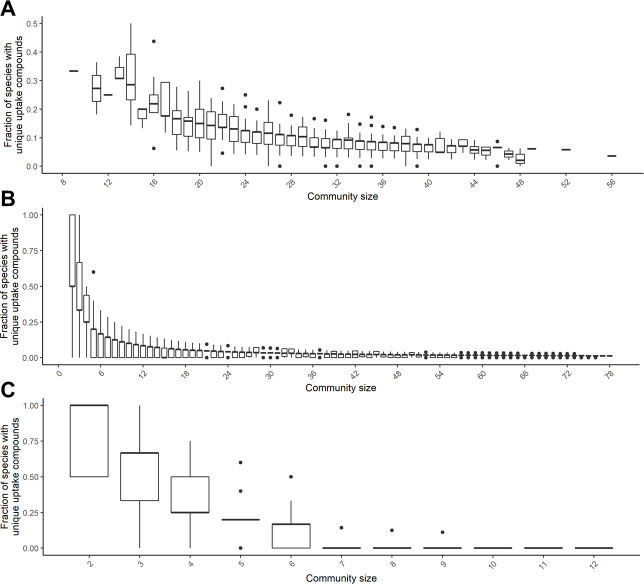 A
Fraction of species with
unique uptake compounds
0.5
0.4
0.3
0.2
0.1
0.0
8 12 16 20 24 28 32 36 40 44 48 52 56
Community size
B
Fraction of species with
unique uptake compounds
1.00
0.75
0.50
0.25
0.00
0 6 12 18 24 30 36 42 48 54 60 66 72 78
Community size
C
Fraction of species with
unique uptake compounds
1.00
0.75
0.50
0.25
0.00
2 3 4 5 6 7 8 9 10 11 12
Community size